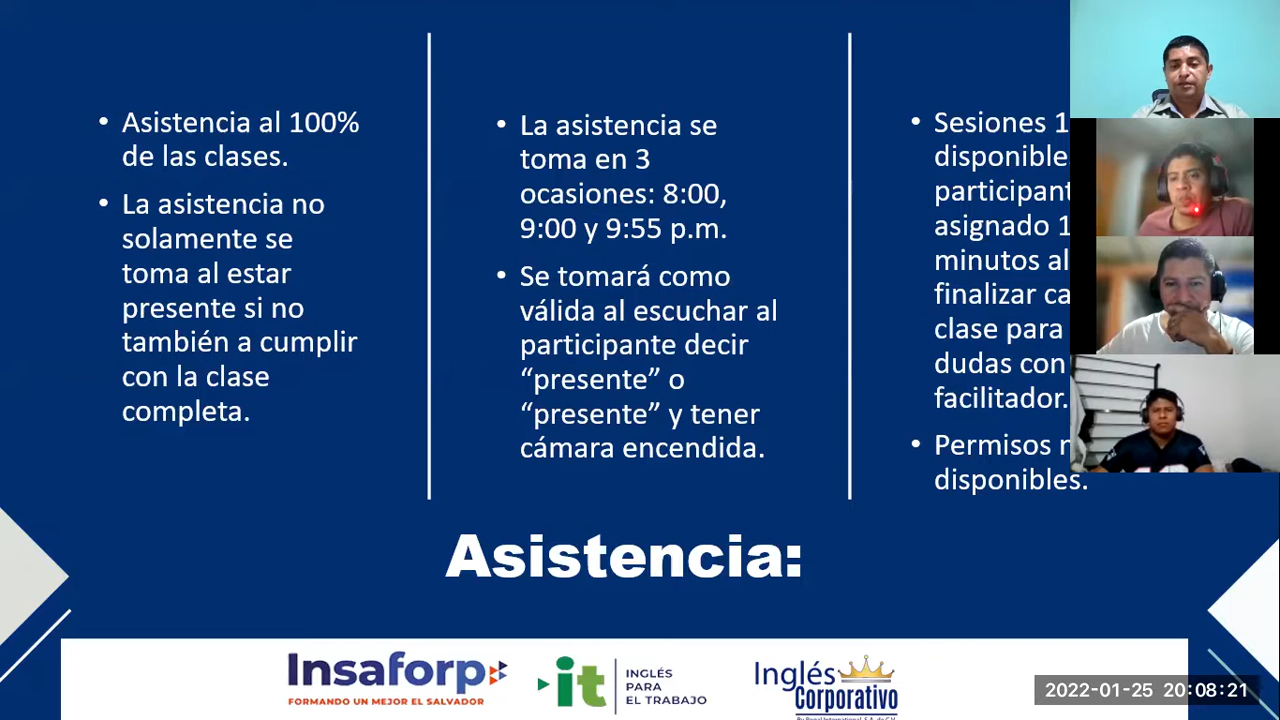 Asistencia al 100%
de las clases.
La asistencia no
solamente se
toma al estar
presente si no
también a cumplir
con la clase
completa.
La asistencia se
toma en 3
ocasiones: 8:00,
9:00 y 9:55 p.m.
Se tomará como
válida al escuchar al
participante decir
“presente” o
“presente” y tener
cámara encendida.
Sesiones 1
disponible
participant
asignado 1
minutos al
finalizar ca
clase para
dudas con
facilitador.
Permisos
disponibles.
Asistencia:
Insaforp
FORMANDO UN MEJOR EL SALVADOR
it
INGLÉS
PARA
EL TRABAJO
Inglés
Corporativo
2022-01-25 20:08:21